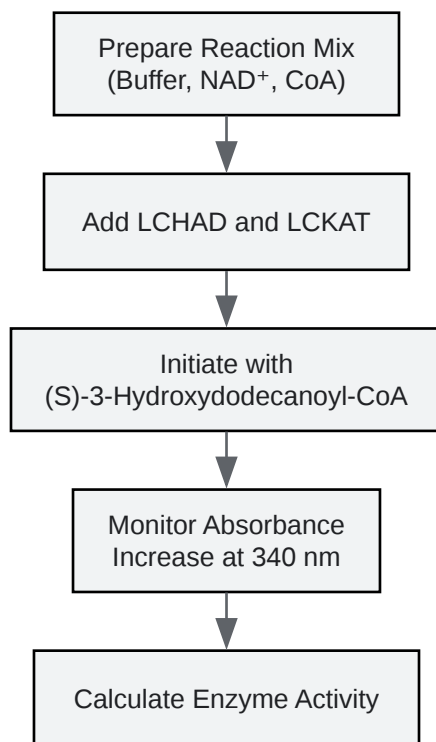 Prepare Reaction Mix
(Buffer, NAD⁺, CoA)
Add LCHAD and LCKAT
Initiate with
(S)-3-Hydroxydodecanoyl-CoA
Monitor Absorbance
Increase at 340 nm
Calculate Enzyme Activity